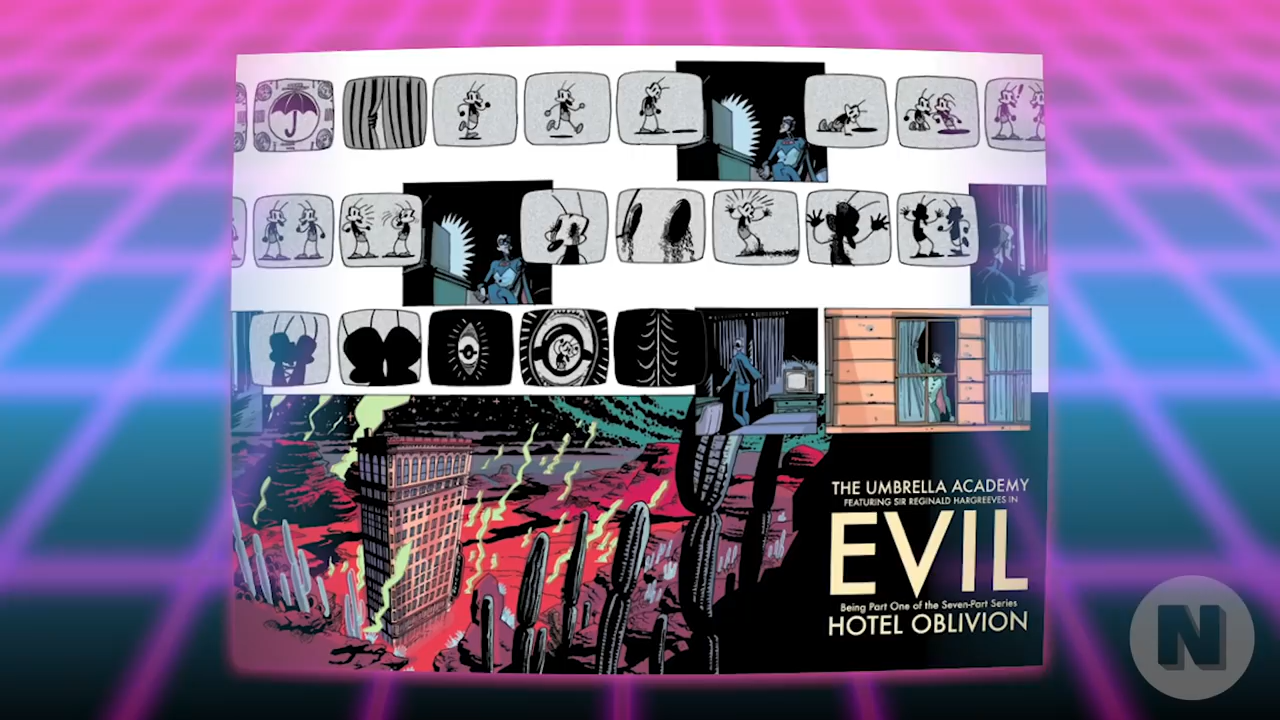 THE UMBRELLA ACADEMY
FEATURING SIR REGINALD HARGREEVES IN
EVIL
Being Part One of the Seven-Part Series
HOTEL OBLIVION
N